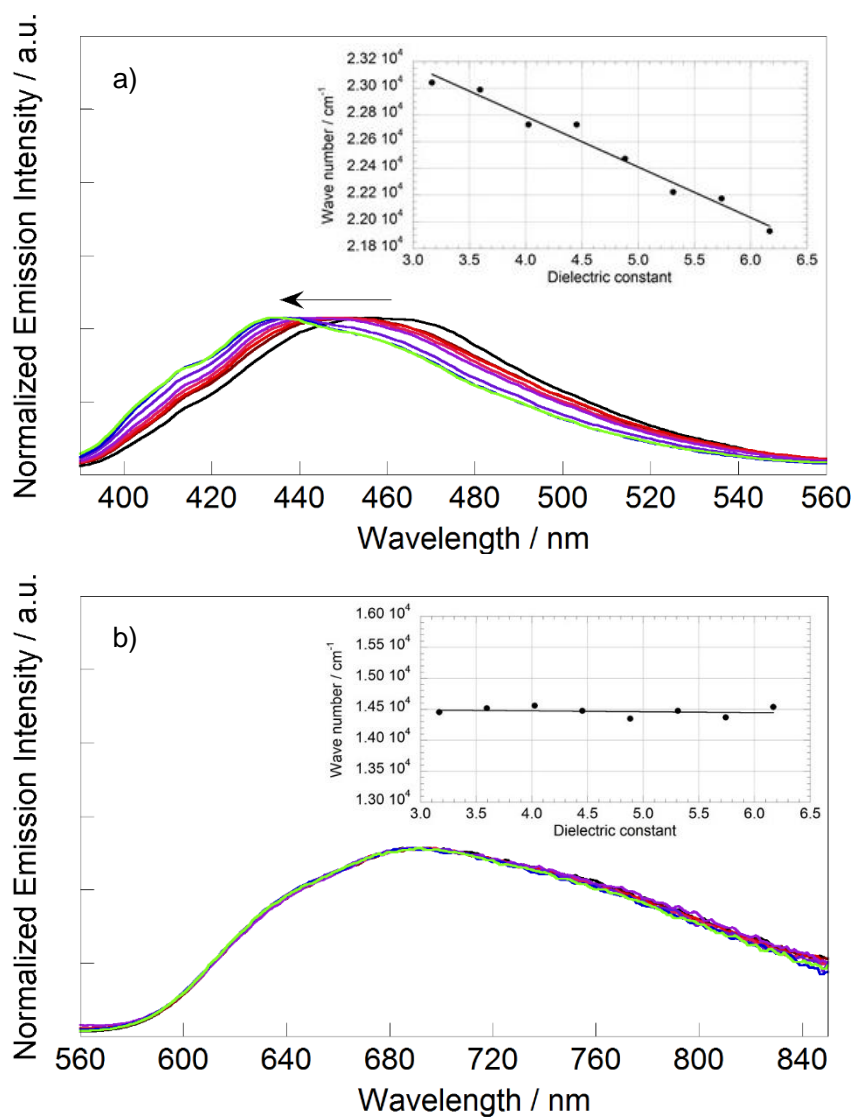 a)
Normalized Emission Intensity / a.u.
Wave number / cm⁻¹
2.32 10⁴
2.30 10⁴
2.28 10⁴
2.26 10⁴
2.24 10⁴
2.22 10⁴
2.20 10⁴
2.18 10⁴
3.0 3.5 4.0 4.5 5.0 5.5 6.0 6.5
Dielectric constant
400 420 440 460 480 500 520 540 560
Wavelength / nm
b)
Normalized Emission Intensity / a.u.
Wave number / cm⁻¹
1.60 10⁴
1.55 10⁴
1.50 10⁴
1.45 10⁴
1.40 10⁴
1.35 10⁴
1.30 10⁴
3.0 3.5 4.0 4.5 5.0 5.5 6.0 6.5
Dielectric constant
560 600 640 680 720 760 800 840
Wavelength / nm